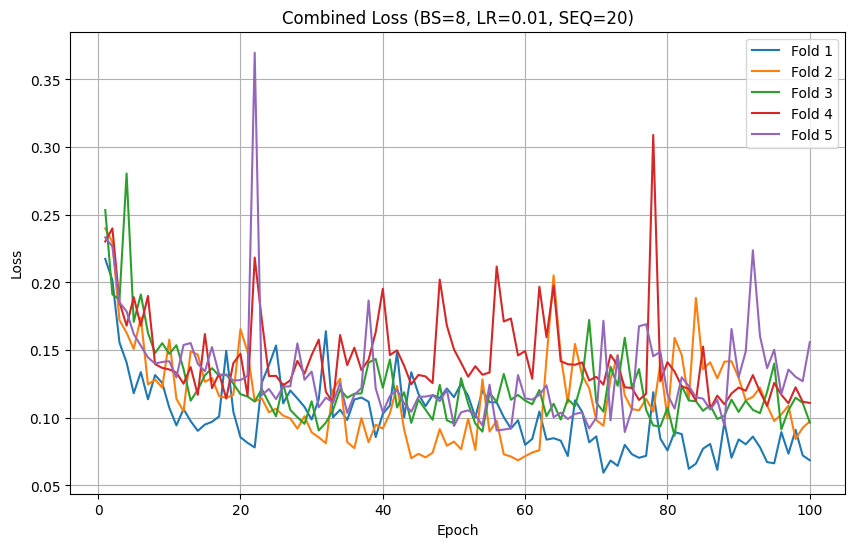 Combined Loss (BS=8, LR=0.01, SEQ=20)
Fold 1
Fold 2
Fold 3
Fold 4
Fold 5
Loss
0.35
0.30
0.25
0.20
0.15
0.10
0.05
0
20
40
60
80
100
Epoch